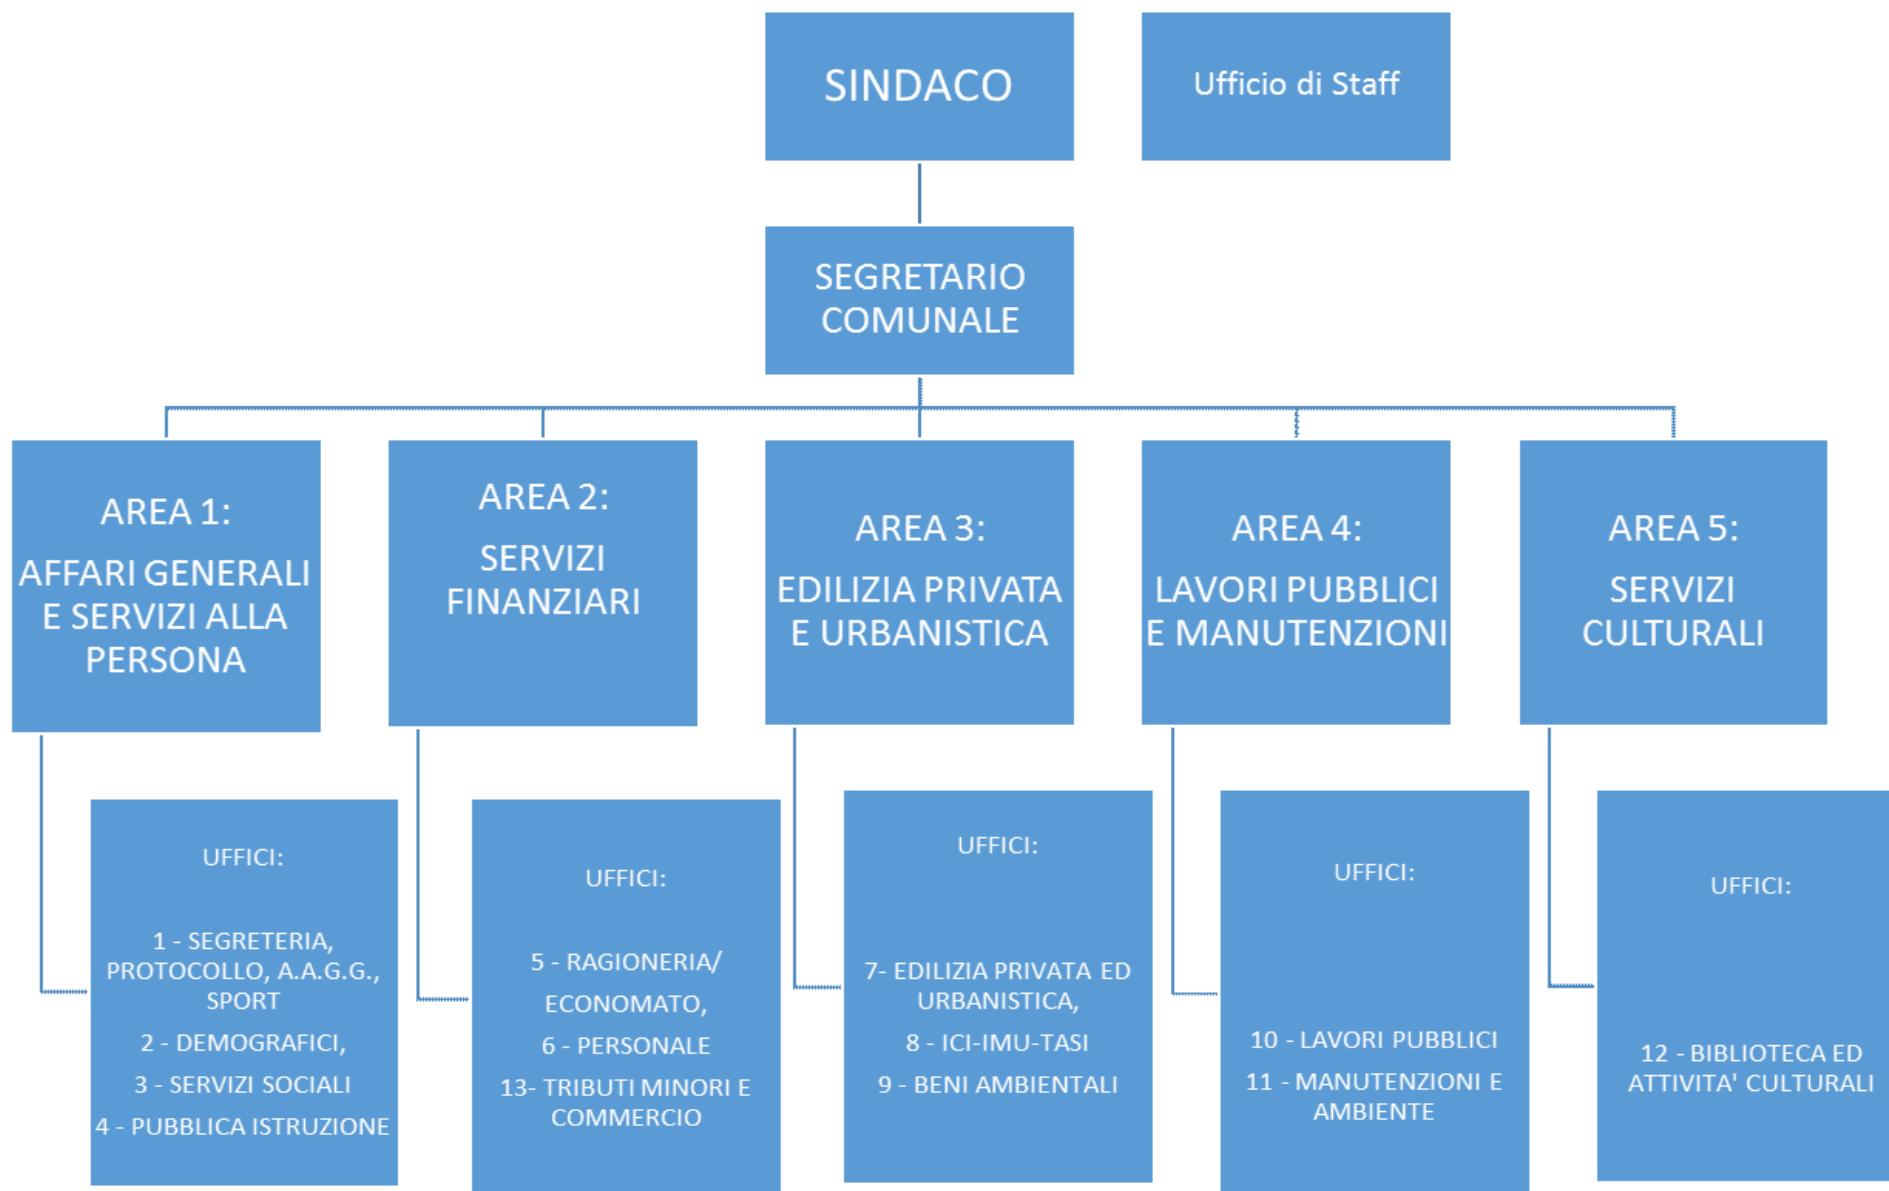 SINDACO
Ufficio di Staff
SEGRETARIO
COMUNALE
AREA 1:
AFFARI GENERALI
E SERVIZI ALLA
PERSONA
AREA 2:
SERVIZI
FINANZIARI
AREA 3:
EDILIZIA PRIVATA
E URBANISTICA
AREA 4:
LAVORI PUBBLICI
E MANUTENZIONI
AREA 5:
SERVIZI
CULTURALI
UFFICI:
1 - SEGRETERIA,
PROTOCOLLO, A.A.G.G.,
SPORT
2 - DEMOGRAFICI,
3 - SERVIZI SOCIALI
4 - PUBBLICA ISTRUZIONE
UFFICI:
5 - RAGIONERIA/
ECONOMATO,
6 - PERSONALE
13- TRIBUTI MINORI E
COMMERCIO
UFFICI:
7- EDILIZIA PRIVATA ED
URBANISTICA,
8 - ICI-IMU-TASI
9 - BENI AMBIENTALI
UFFICI:
10 - LAVORI PUBBLICI
11 - MANUTENZIONI E
AMBIENTE
UFFICI:
12 - BIBLIOTECA ED
ATTIVITA' CULTURALI